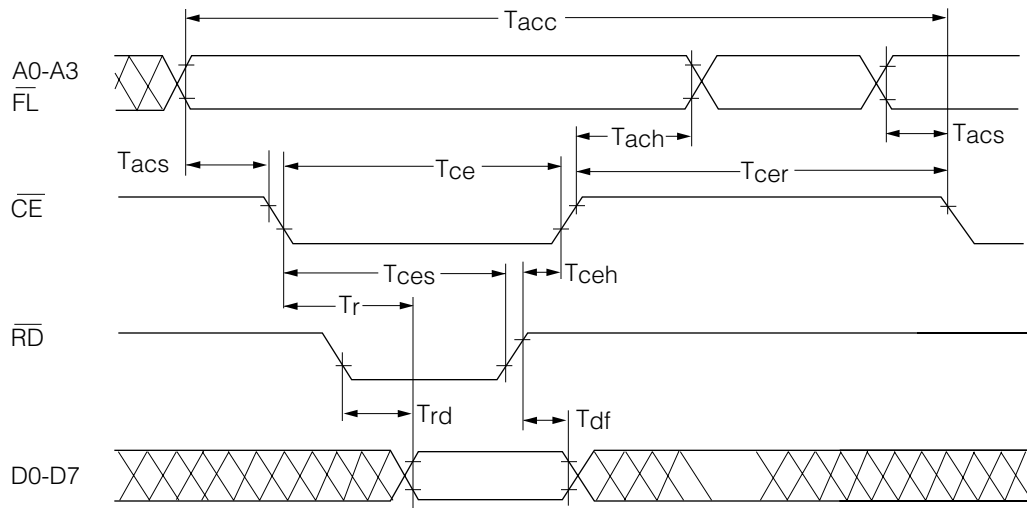 Tacc
A0-A3
FL
Tach
Tacs
Tacs
Tce
Tcer
CE
Tces
Tceh
Tr
RD
Trd
Tdf
D0-D7